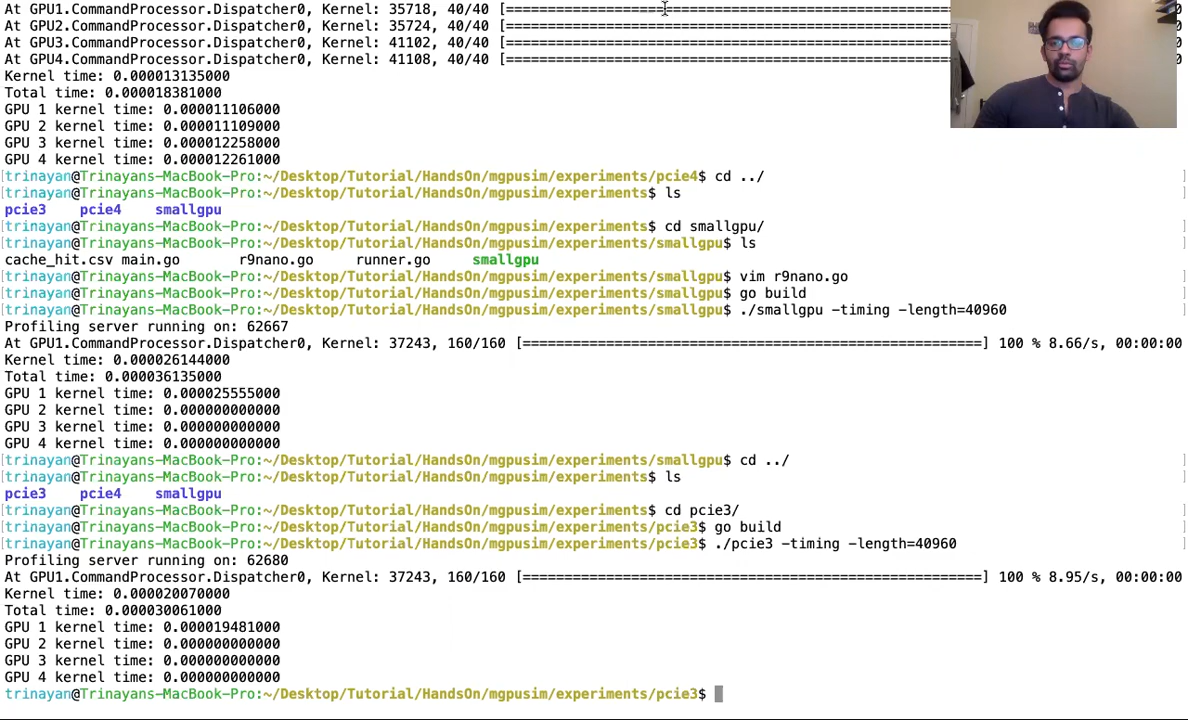 At GPU1.CommandProcessor.Dispatcher0, Kernel: 35718, 40/40 [======================================================
At GPU2.CommandProcessor.Dispatcher0, Kernel: 35724, 40/40 [======================================================
At GPU3.CommandProcessor.Dispatcher0, Kernel: 41102, 40/40 [======================================================
At GPU4.CommandProcessor.Dispatcher0, Kernel: 41108, 40/40 [======================================================
Kernel time: 0.000013135000
Total time: 0.000018381000
GPU 1 kernel time: 0.000011106000
GPU 2 kernel time: 0.000011109000
GPU 3 kernel time: 0.000012258000
GPU 4 kernel time: 0.000012261000
[trinayan@Trinayans-MacBook-Pro:~/Desktop/Tutorial/HandsOn/mgpusim/experiments/pcie4$ cd ../ ]
[trinayan@Trinayans-MacBook-Pro:~/Desktop/Tutorial/HandsOn/mgpusim/experiments$ ls ]
pcie3 pcie4 smallgpu
[trinayan@Trinayans-MacBook-Pro:~/Desktop/Tutorial/HandsOn/mgpusim/experiments$ cd smallgpu/ ]
[trinayan@Trinayans-MacBook-Pro:~/Desktop/Tutorial/HandsOn/mgpusim/experiments/smallgpu$ ls ]
cache_hit.csv main.go r9nano.go runner.go smallgpu
[trinayan@Trinayans-MacBook-Pro:~/Desktop/Tutorial/HandsOn/mgpusim/experiments/smallgpu$ vim r9nano.go ]
[trinayan@Trinayans-MacBook-Pro:~/Desktop/Tutorial/HandsOn/mgpusim/experiments/smallgpu$ go build ]
[trinayan@Trinayans-MacBook-Pro:~/Desktop/Tutorial/HandsOn/mgpusim/experiments/smallgpu$ ./smallgpu -timing -length=40960 ]
Profiling server running on: 62667
At GPU1.CommandProcessor.Dispatcher0, Kernel: 37243, 160/160 [=======================================================] 100 % 8.66/s, 00:00:00
Kernel time: 0.000026144000
Total time: 0.000036135000
GPU 1 kernel time: 0.000025555000
GPU 2 kernel time: 0.000000000000
GPU 3 kernel time: 0.000000000000
GPU 4 kernel time: 0.000000000000
[trinayan@Trinayans-MacBook-Pro:~/Desktop/Tutorial/HandsOn/mgpusim/experiments/smallgpu$ cd ../ ]
[trinayan@Trinayans-MacBook-Pro:~/Desktop/Tutorial/HandsOn/mgpusim/experiments$ ls ]
pcie3 pcie4 smallgpu
[trinayan@Trinayans-MacBook-Pro:~/Desktop/Tutorial/HandsOn/mgpusim/experiments$ cd pcie3/ ]
[trinayan@Trinayans-MacBook-Pro:~/Desktop/Tutorial/HandsOn/mgpusim/experiments/pcie3$ go build ]
[trinayan@Trinayans-MacBook-Pro:~/Desktop/Tutorial/HandsOn/mgpusim/experiments/pcie3$ ./pcie3 -timing -length=40960 ]
Profiling server running on: 62680
At GPU1.CommandProcessor.Dispatcher0, Kernel: 37243, 160/160 [=======================================================] 100 % 8.95/s, 00:00:00
Kernel time: 0.000020070000
Total time: 0.000030061000
GPU 1 kernel time: 0.000019481000
GPU 2 kernel time: 0.000000000000
GPU 3 kernel time: 0.000000000000
GPU 4 kernel time: 0.000000000000
trinayan@Trinayans-MacBook-Pro:~/Desktop/Tutorial/HandsOn/mgpusim/experiments/pcie3$